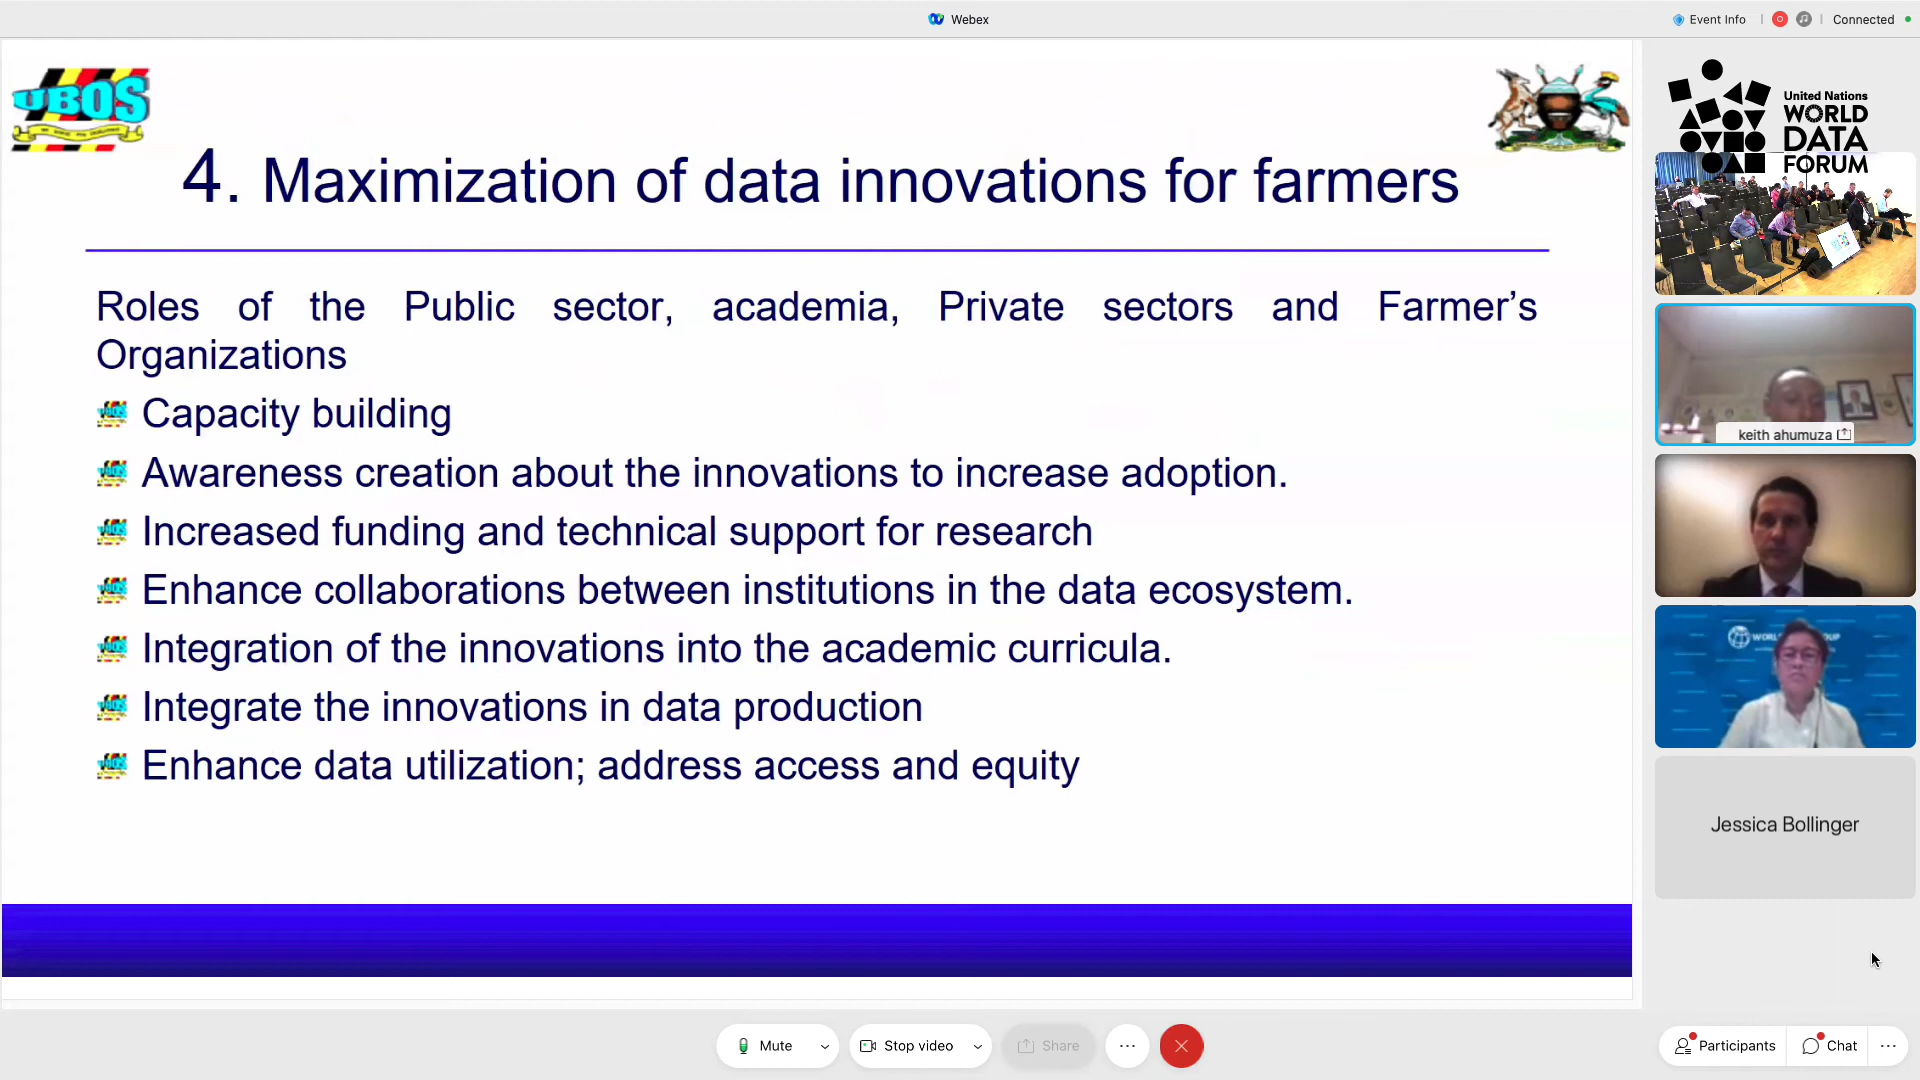 Webex
Event Info
Connected
UBOS
United Nations
WORLD
DATA
FORUM
4. Maximization of data innovations for farmers
Roles of the Public sector, academia, Private sectors and Farmer’s
Organizations
Capacity building
Awareness creation about the innovations to increase adoption.
Increased funding and technical support for research
Enhance collaborations between institutions in the data ecosystem.
Integration of the innovations into the academic curricula.
Integrate the innovations in data production
Enhance data utilization; address access and equity
keith ahumuza
Jessica Bollinger
Mute
Stop video
Share
Participants
Chat